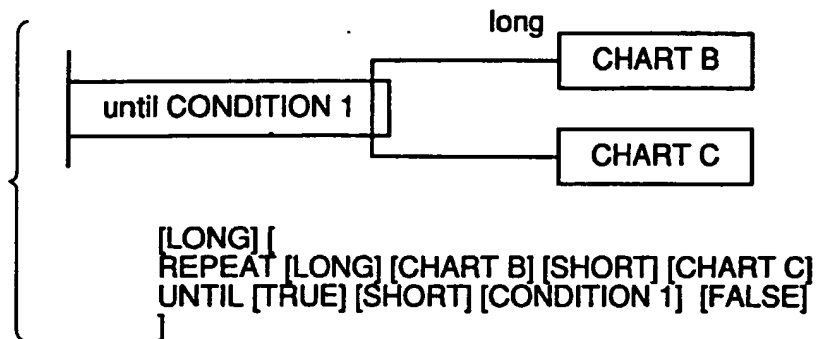 long
CHART B
until CONDITION 1
CHART C
[LONG] [
REPEAT [LONG] [CHART B] [SHORT] [CHART C]
UNTIL [TRUE] [SHORT] [CONDITION 1] [FALSE]
]